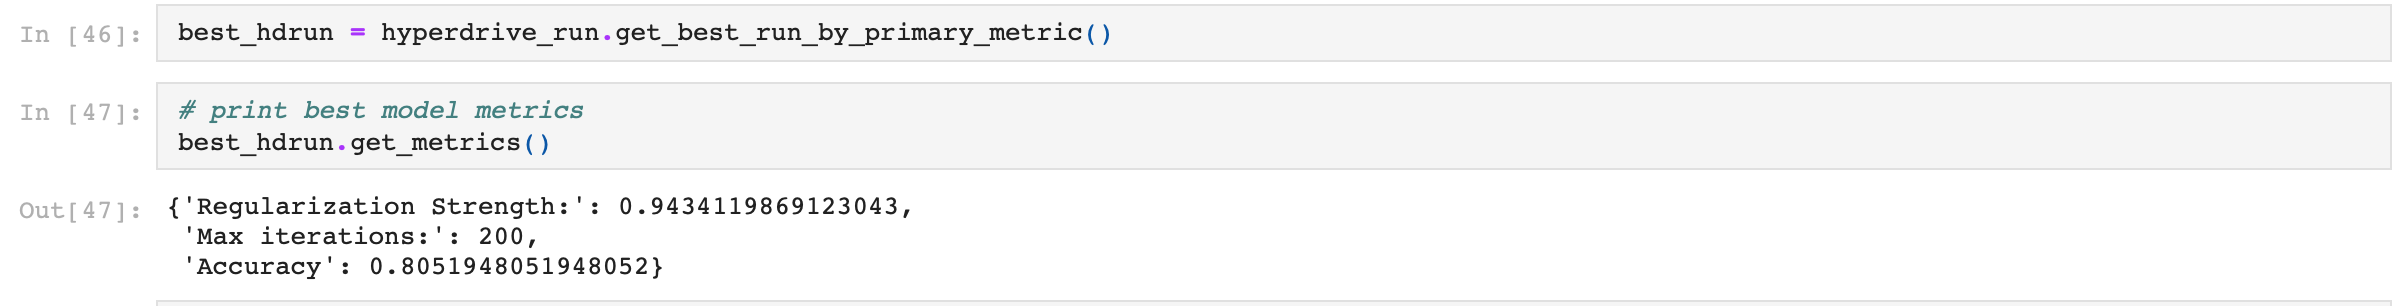 In [46]: best_hdrun = hyperdrive_run.get_best_run_by_primary_metric()
In [47]: # print best model metrics
best_hdrun.get_metrics()
Out[47]: {'Regularization Strength:': 0.9434119869123043,
'Max iterations:': 200,
'Accuracy': 0.8051948051948052}